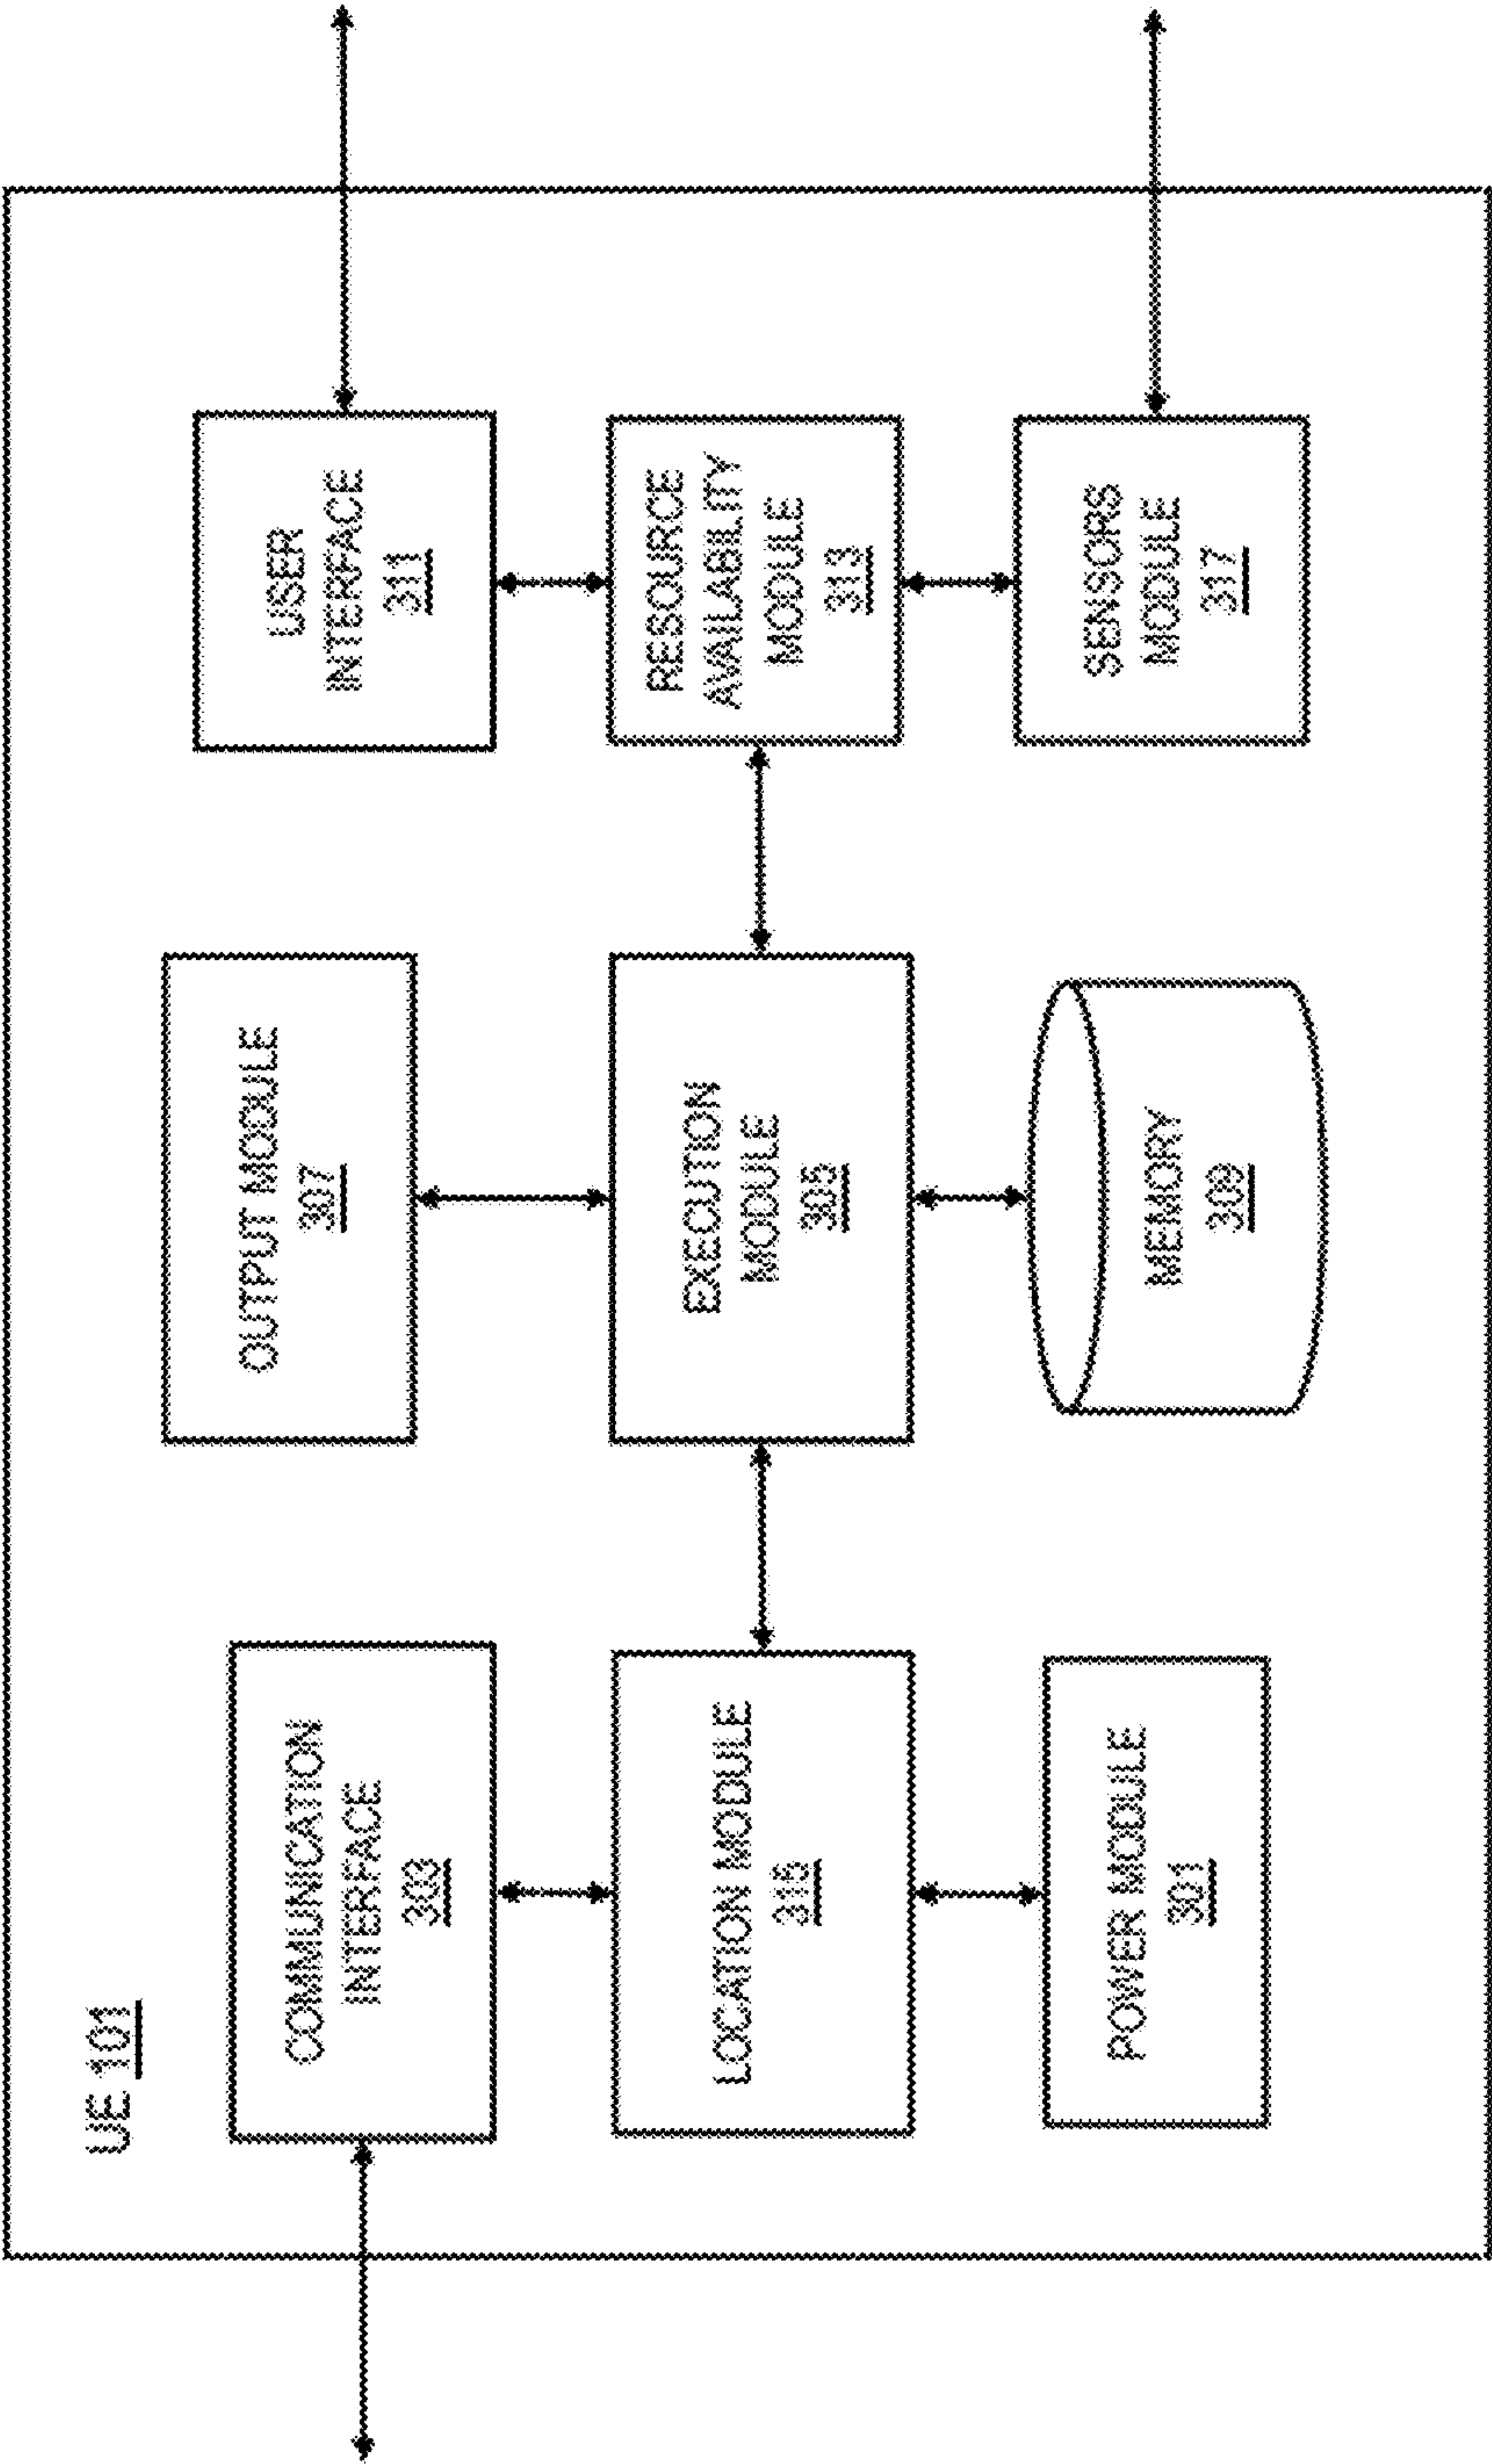 UE 101
COMMUNICATION
INTERFACE
303
OUTPUT MODULE
307
USER
INTERFACE
311
LOCATION MODULE
315
EXECUTION
MODULE
305
RESOURCE
AVAILABILITY
MODULE
313
POWER MODULE
301
MEMORY
309
SENSORS
MODULE
317